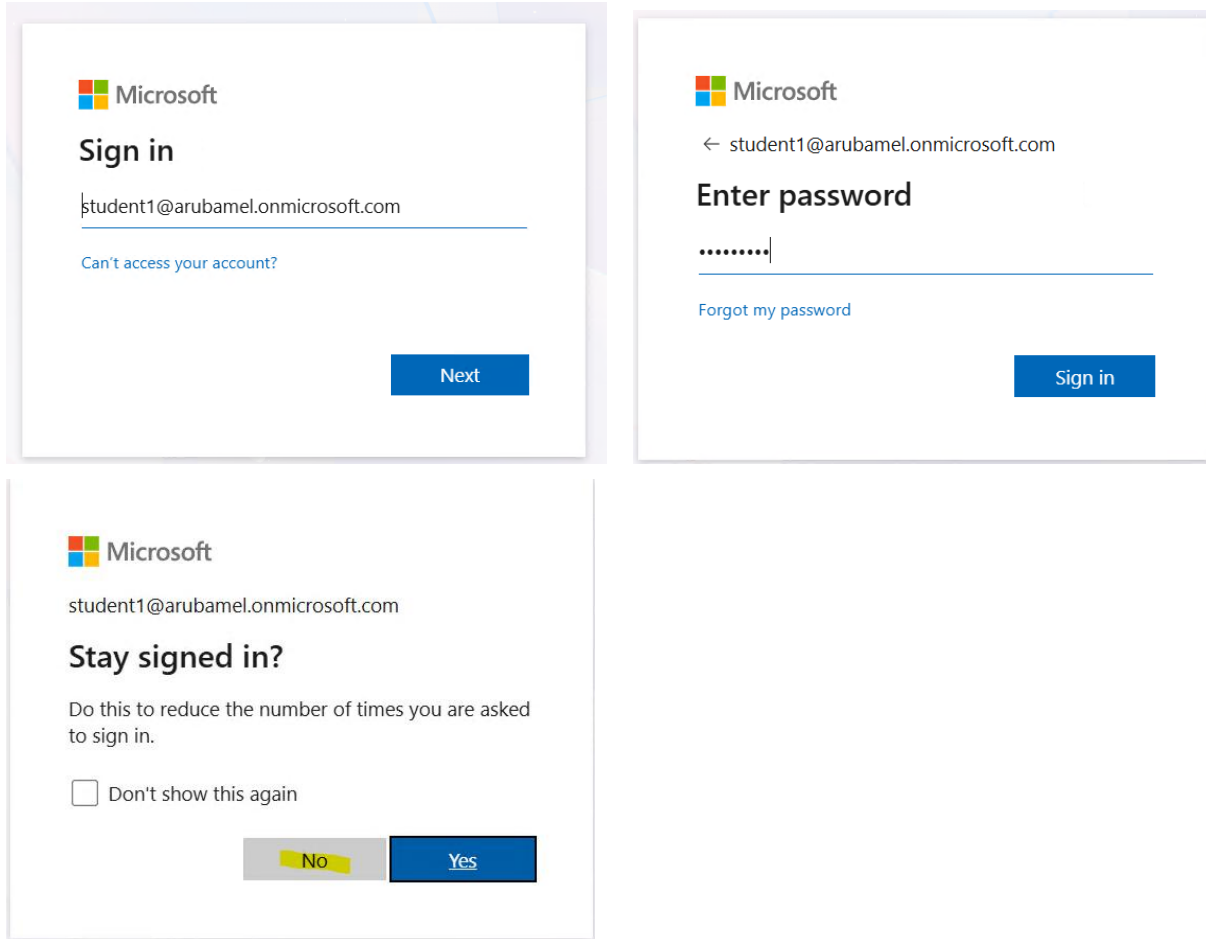 Microsoft
Sign in
student1@arubamel.onmicrosoft.com
Can't access your account?
Next
Microsoft
← student1@arubamel.onmicrosoft.com
Enter password
•••••••••
Forgot my password
Sign in
Microsoft
student1@arubamel.onmicrosoft.com
Stay signed in?
Do this to reduce the number of times you are asked
to sign in.
Don't show this again
No
Yes